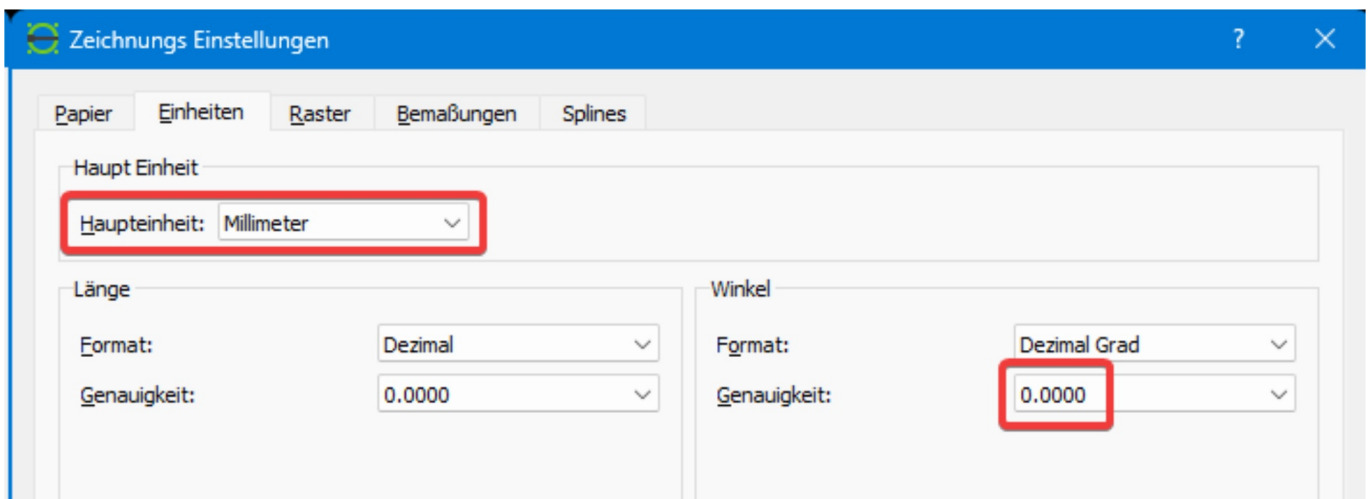 Zeichnungs Einstellungen ? ×
Papier Einheiten Raster Bemaßungen Splines
Haupt Einheit
Haupteinheit: Millimeter
Länge Winkel
Format: Dezimal Format: Dezimal Grad
Genauigkeit: 0.0000 Genauigkeit: 0.0000